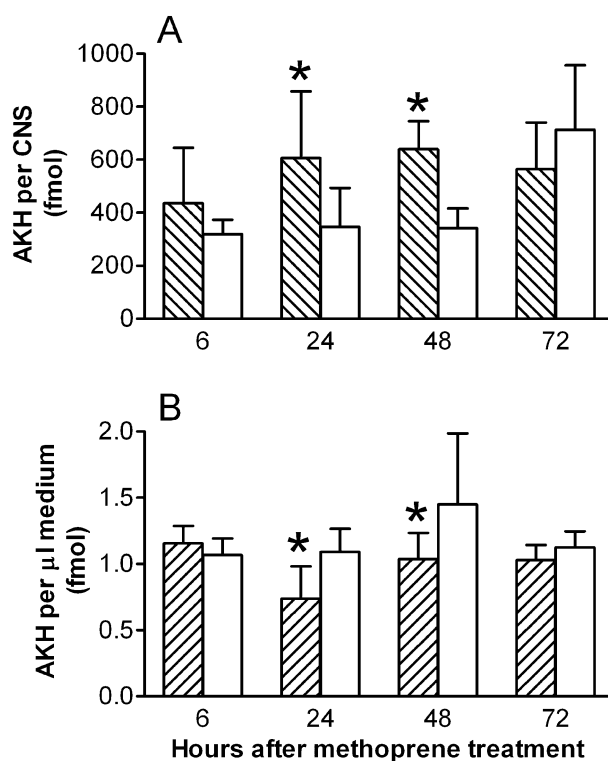 A
1000
800
600
400
200
0
AKH per CNS
(fmol)
* *
6 24 48 72
B
2.0
1.5
1.0
0.5
0.0
AKH per µl medium
(fmol)
* *
6 24 48 72
Hours after methoprene treatment